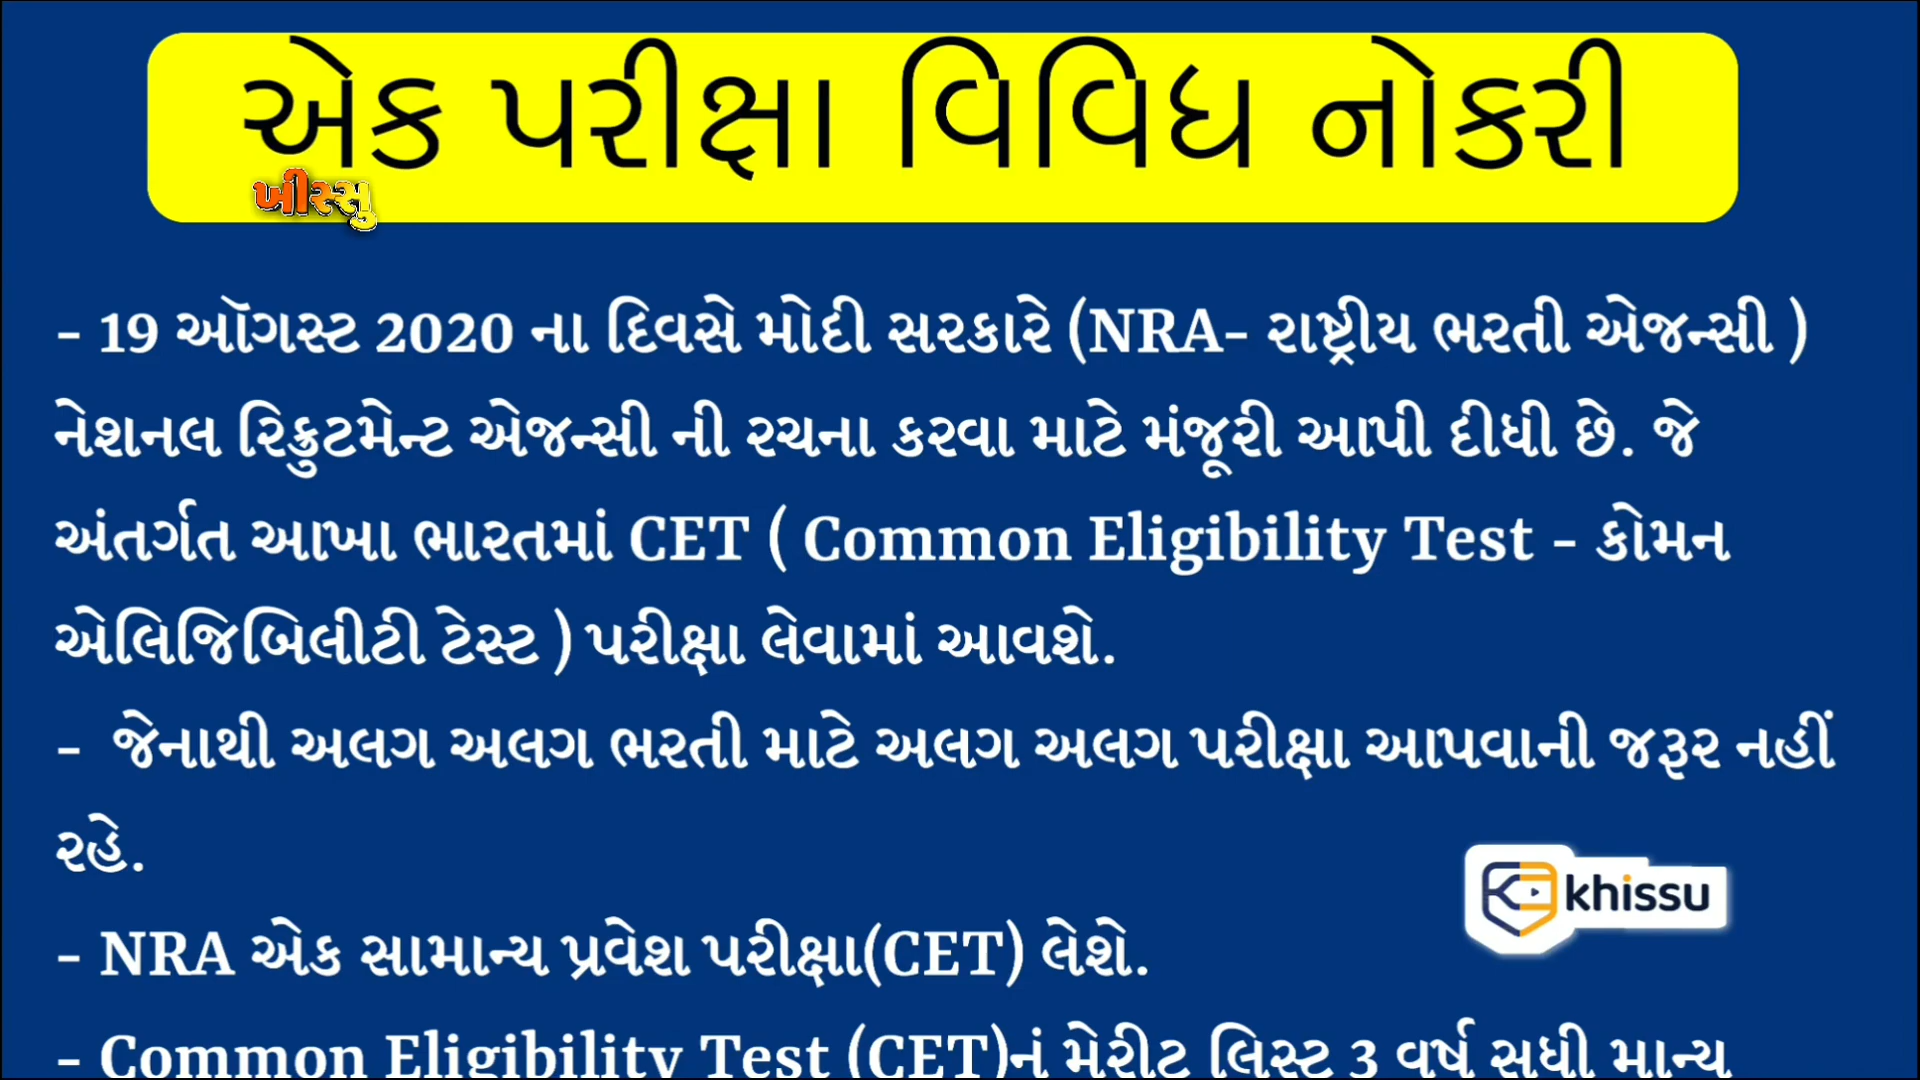 એક પરીક્ષા વિવિધ નોકરી
ખીસ્સુ
- 19 ઑગસ્ટ 2020 ના દિવસે મોદી સરકારે (NRA- રાષ્ટ્રીય ભરતી એજન્સી )
નેશનલ રિક્રુટમેન્ટ એજન્સી ની રચના કરવા માટે મંજૂરી આપી દીધી છે. જે
અંતર્ગત આખા ભારતમાં CET ( Common Eligibility Test - કોમન
એલિજિબિલીટી ટેસ્ટ ) પરીક્ષા લેવામાં આવશે.
- જેનાથી અલગ અલગ ભરતી માટે અલગ અલગ પરીક્ષા આપવાની જરૂર નહીં
રહે.
khissu
- NRA એક સામાન્ય પ્રવેશ પરીક્ષા(CET) લેશે.
- Common Eligibility Test (CET)નું મેરીટ લિસ્ટ 3 વર્ષ સુધી માન્ય